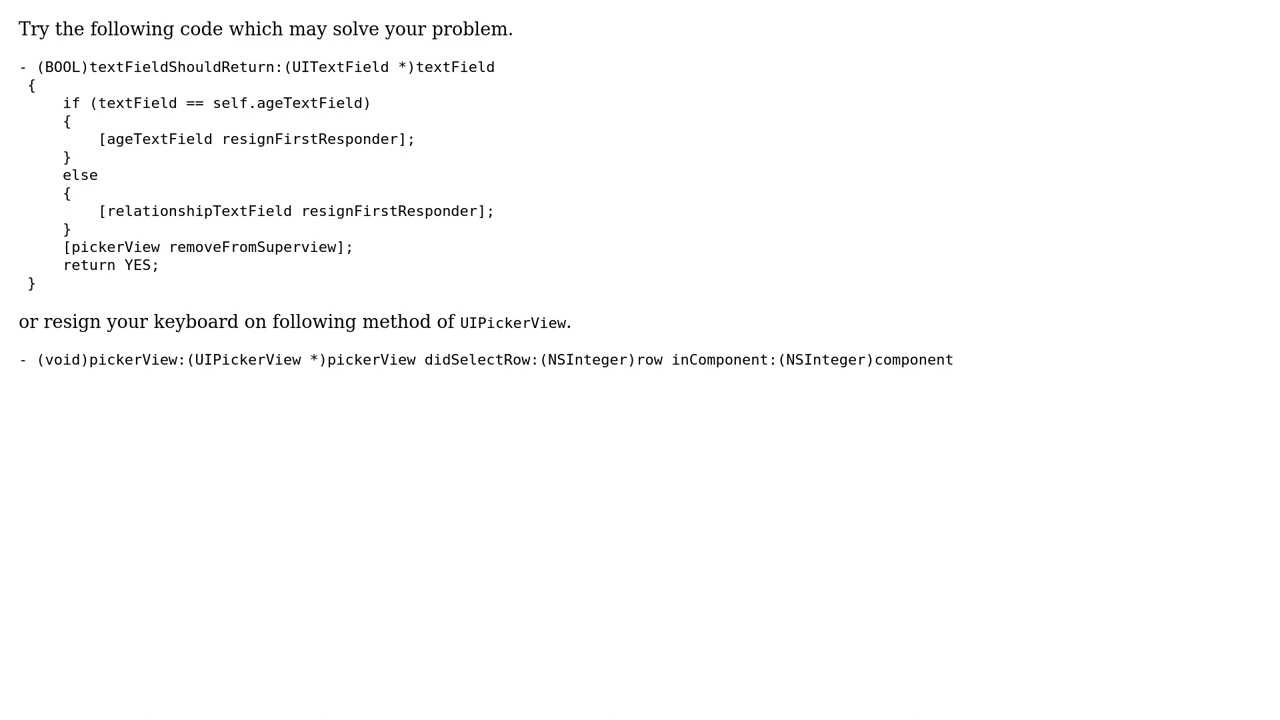 Try the following code which may solve your problem.
- (BOOL)textFieldShouldReturn:(UITextField *)textField
 {
     if (textField == self.ageTextField)
     {
         [ageTextField resignFirstResponder];
     }
     else
     {
         [relationshipTextField resignFirstResponder];
     }
     [pickerView removeFromSuperview];
     return YES;
 }
or resign your keyboard on following method of UIPickerView.
- (void)pickerView:(UIPickerView *)pickerView didSelectRow:(NSInteger)row inComponent:(NSInteger)component